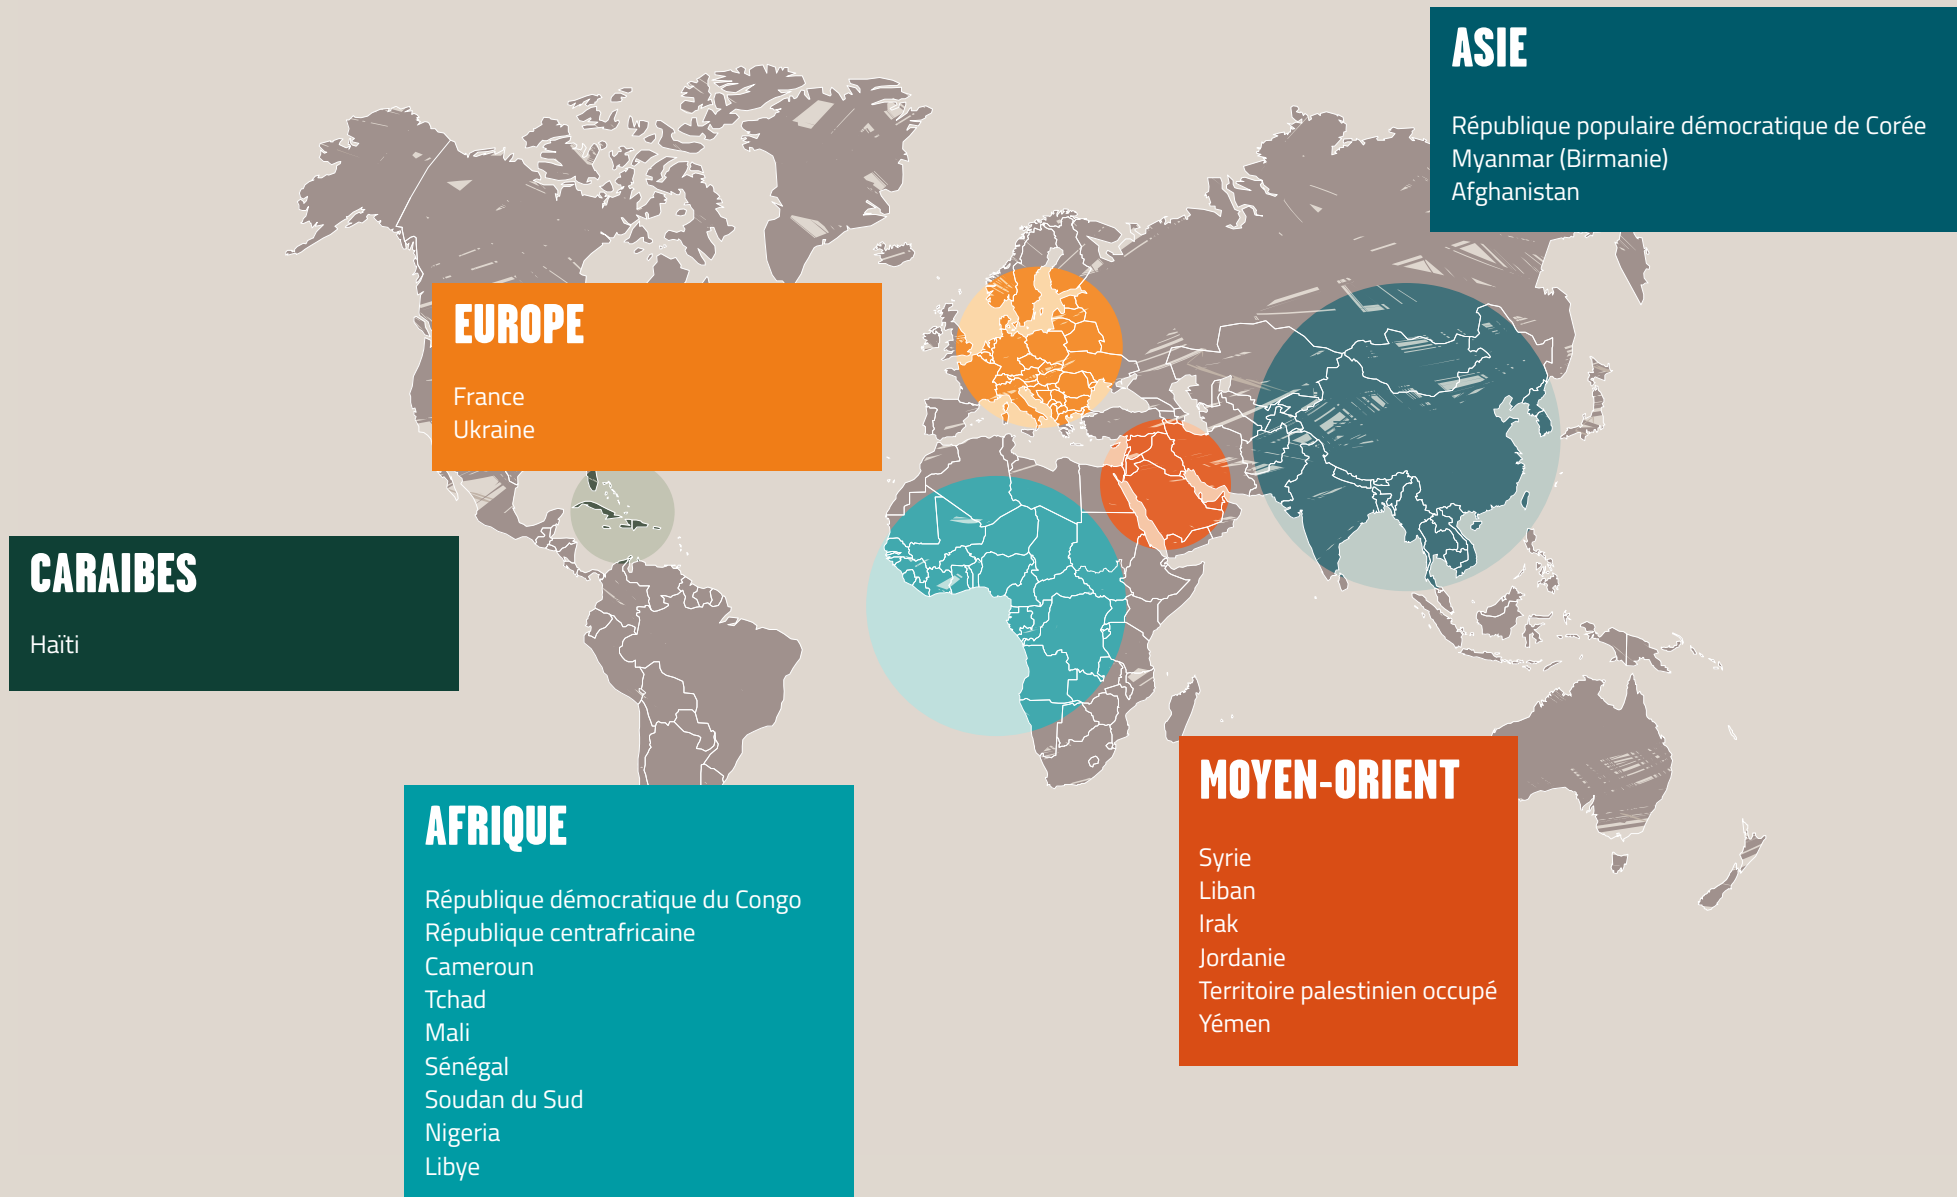 ASIE
République populaire démocratique de Corée
Myanmar (Birmanie)
Afghanistan
EUROPE
France
Ukraine
CARAIBES
Haïti
AFRIQUE
République démocratique du Congo
République centrafricaine
Cameroun
Tchad
Mali
Sénégal
Soudan du Sud
Nigeria
Libye
MOYEN-ORIENT
Syrie
Liban
Irak
Jordanie
Territoire palestinien occupé
Yémen